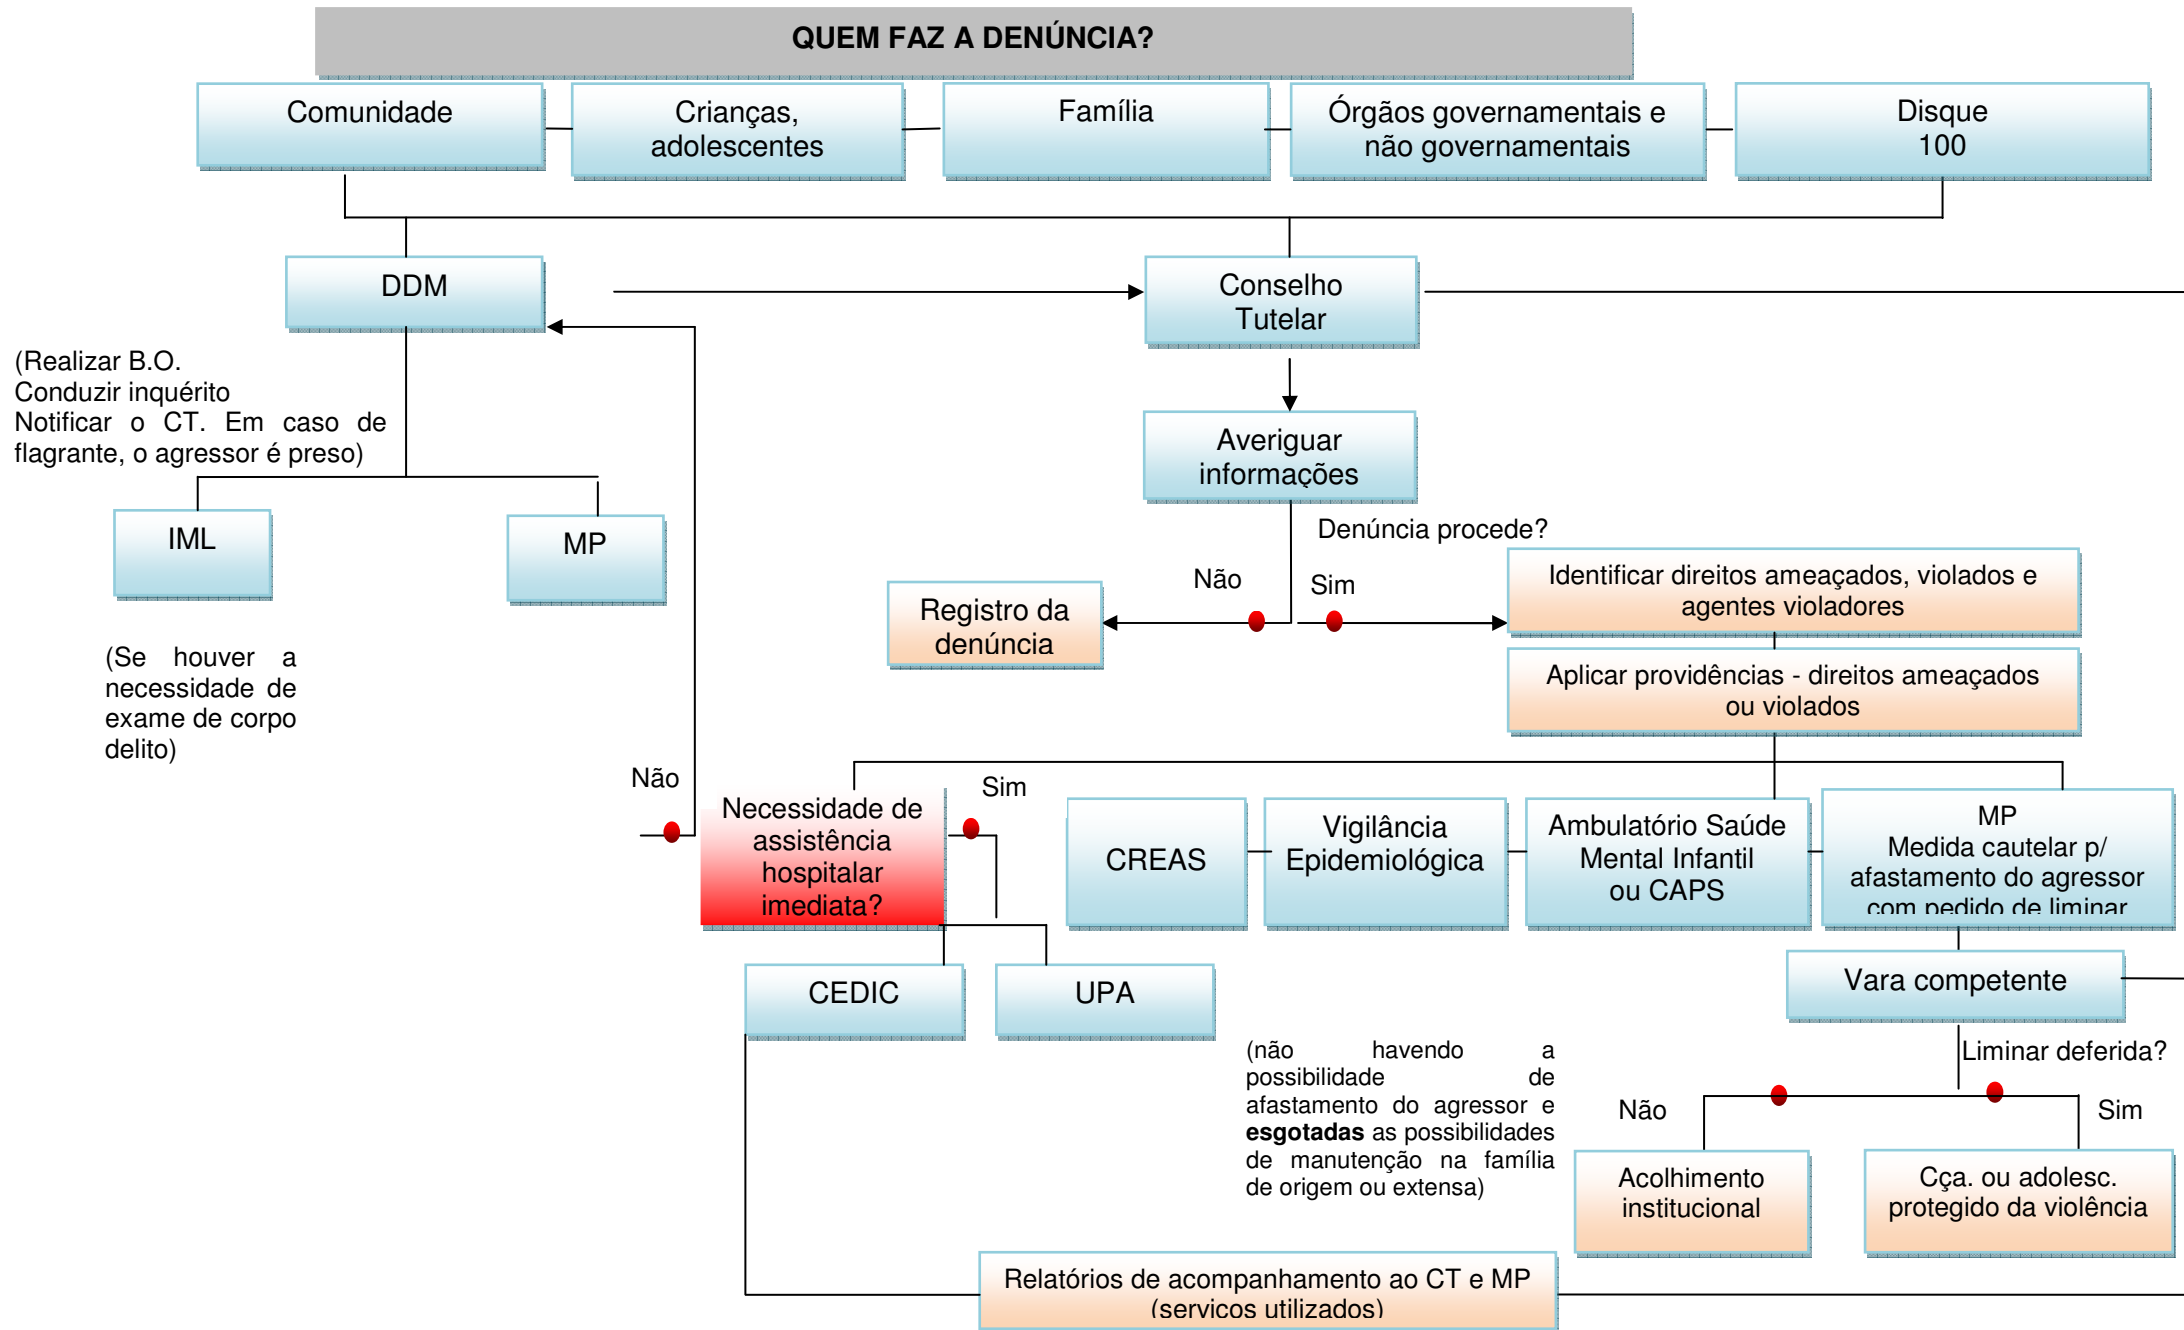 QUEM FAZ A DENÚNCIA?
Comunidade
Crianças,
adolescentes
Família
Órgãos governamentais e
não governamentais
Disque
100
DDM
Conselho
Tutelar
(Realizar B.O.
Conduzir inquérito
Notificar o CT. Em caso de
flagrante, o agressor é preso)
Averiguar
informações
IML
MP
Denúncia procede?
Não
Sim
Registro da
denúncia
Identificar direitos ameaçados, violados e
agentes violadores
(Se houver a
necessidade de
exame de corpo
delito)
Aplicar providências - direitos ameaçados
ou violados
Não
Sim
Necessidade de
assistência
hospitalar
imediata?
CREAS
Vigilância
Epidemiológica
Ambulatório Saúde
Mental Infantil
ou CAPS
MP
Medida cautelar p/
afastamento do agressor
com pedido de liminar
CEDIC
UPA
Vara competente
(não havendo a
possibilidade de
afastamento do agressor e
esgotadas as possibilidades
de manutenção na família
de origem ou extensa)
Liminar deferida?
Não
Sim
Acolhimento
institucional
Cça. ou adolesc.
protegido da violência
Relatórios de acompanhamento ao CT e MP
(servicos utilizados)